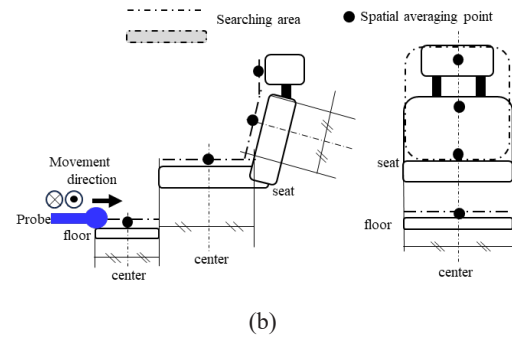 Searching area
Spatial averaging point
Movement
direction
Probe
floor
center
center
seat
seat
floor
center
(b)